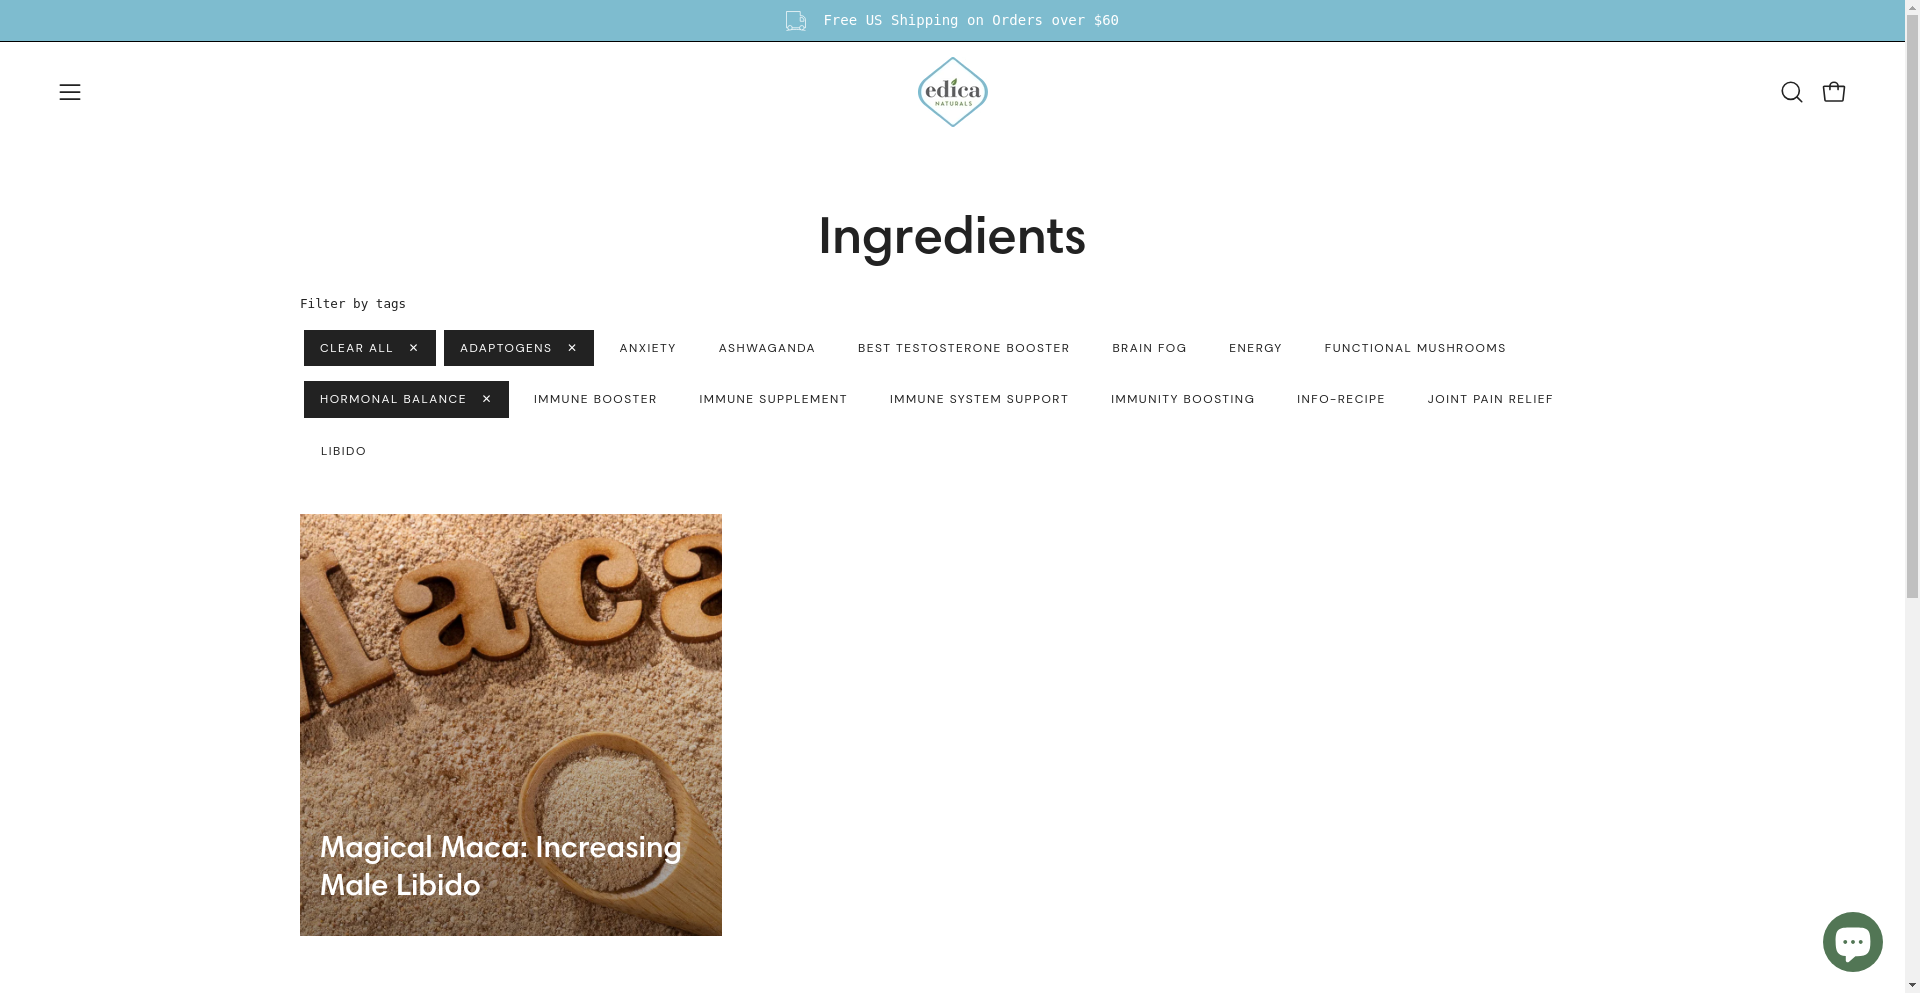 Free US Shipping on Orders over $60
edica
NATURALS
Ingredients
Filter by tags
CLEAR ALL ✕ ADAPTOGENS ✕ ANXIETY ASHWAGANDA BEST TESTOSTERONE BOOSTER BRAIN FOG ENERGY FUNCTIONAL MUSHROOMS
HORMONAL BALANCE ✕ IMMUNE BOOSTER IMMUNE SUPPLEMENT IMMUNE SYSTEM SUPPORT IMMUNITY BOOSTING INFO-RECIPE JOINT PAIN RELIEF
LIBIDO
Maca
Magical Maca: Increasing
Male Libido